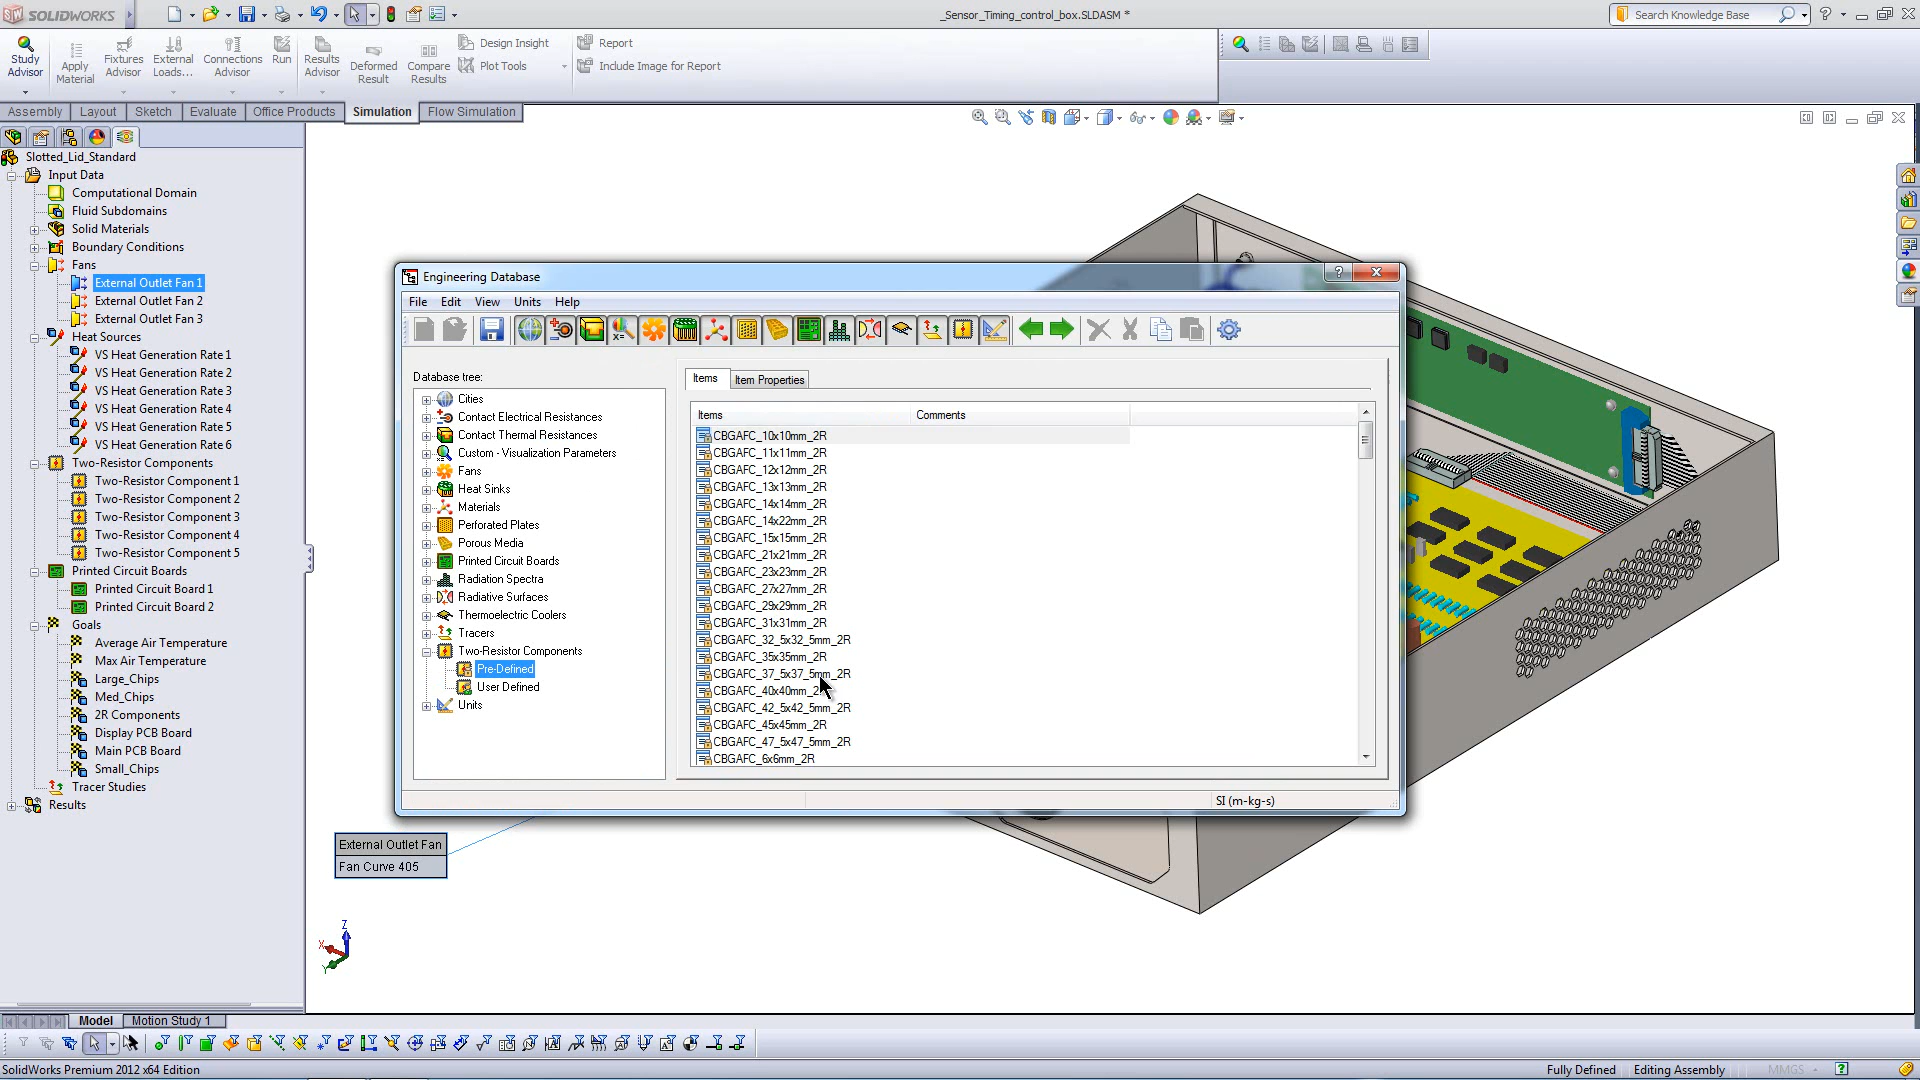 SOLIDWORKS
_Sensor_Timing_control_box.SLDASM *
Search Knowledge Base
Study Advisor
Apply Material
Fixtures Advisor
External Loads...
Connections Advisor
Run
Results Advisor
Deformed Result
Compare Results
Design Insight
Plot Tools
Report
Include Image for Report
Assembly
Layout
Sketch
Evaluate
Office Products
Simulation
Flow Simulation
Slotted_Lid_Standard
Input Data
Computational Domain
Fluid Subdomains
Solid Materials
Boundary Conditions
Fans
External Outlet Fan 1
External Outlet Fan 2
External Outlet Fan 3
Heat Sources
VS Heat Generation Rate 1
VS Heat Generation Rate 2
VS Heat Generation Rate 3
VS Heat Generation Rate 4
VS Heat Generation Rate 5
VS Heat Generation Rate 6
Two-Resistor Components
Two-Resistor Component 1
Two-Resistor Component 2
Two-Resistor Component 3
Two-Resistor Component 4
Two-Resistor Component 5
Printed Circuit Boards
Printed Circuit Board 1
Printed Circuit Board 2
Goals
Average Air Temperature
Max Air Temperature
Large_Chips
Med_Chips
2R Components
Display PCB Board
Main PCB Board
Small_Chips
Tracer Studies
Results
Engineering Database
File
Edit
View
Units
Help
Database tree:
Cities
Contact Electrical Resistances
Contact Thermal Resistances
Custom - Visualization Parameters
Fans
Heat Sinks
Materials
Perforated Plates
Porous Media
Printed Circuit Boards
Radiation Spectra
Radiative Surfaces
Thermoelectric Coolers
Tracers
Two-Resistor Components
Pre-Defined
User Defined
Units
Items
Item Properties
Items
Comments
CBGAFC_10x10mm_2R
CBGAFC_11x11mm_2R
CBGAFC_12x12mm_2R
CBGAFC_13x13mm_2R
CBGAFC_14x14mm_2R
CBGAFC_14x22mm_2R
CBGAFC_15x15mm_2R
CBGAFC_21x21mm_2R
CBGAFC_23x23mm_2R
CBGAFC_27x27mm_2R
CBGAFC_29x29mm_2R
CBGAFC_31x31mm_2R
CBGAFC_32_5x32_5mm_2R
CBGAFC_35x35mm_2R
CBGAFC_37_5x37_5mm_2R
CBGAFC_40x40mm_2R
CBGAFC_42_5x42_5mm_2R
CBGAFC_45x45mm_2R
CBGAFC_47_5x47_5mm_2R
CBGAFC_6x6mm_2R
SI (m-kg-s)
External Outlet Fan
Fan Curve 405
Z
X
Y
Model
Motion Study 1
SolidWorks Premium 2012 x64 Edition
Fully Defined
Editing Assembly
MMGS